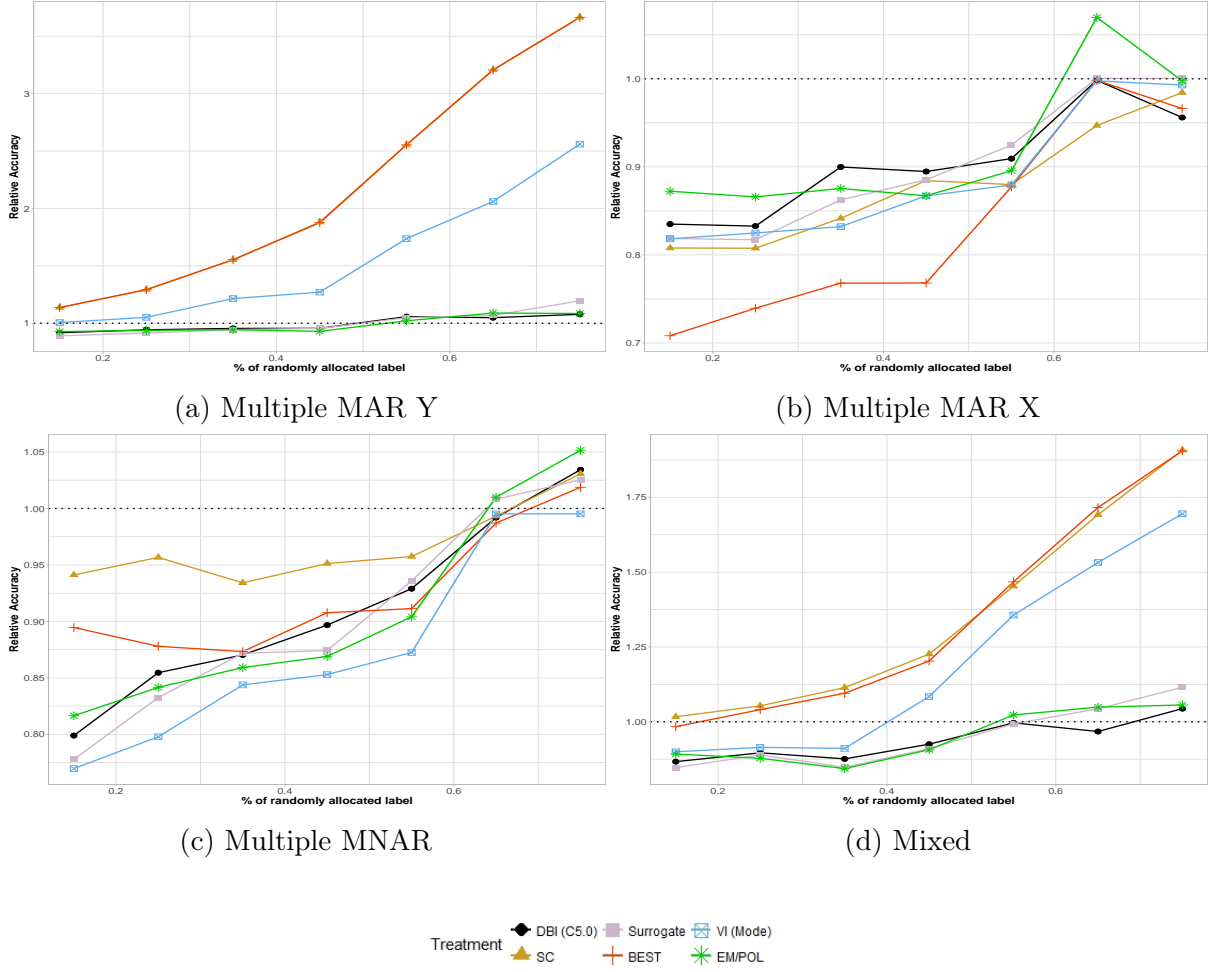 3
2
1
Relative Accuracy
0.2
0.4
0.6
% of randomly allocated label
(a) Multiple MAR Y
1.0
0.9
0.8
0.7
Relative Accuracy
0.2
0.4
0.6
% of randomly allocated label
(b) Multiple MAR X
1.05
1.00
0.95
0.90
0.85
0.80
Relative Accuracy
0.2
0.4
0.6
% of randomly allocated label
(c) Multiple MNAR
1.75
1.50
1.25
1.00
Relative Accuracy
0.2
0.4
0.6
% of randomly allocated label
(d) Mixed
Treatment
DBI (C5.0) Surrogate VI (Mode)
SC BEST EM/POL